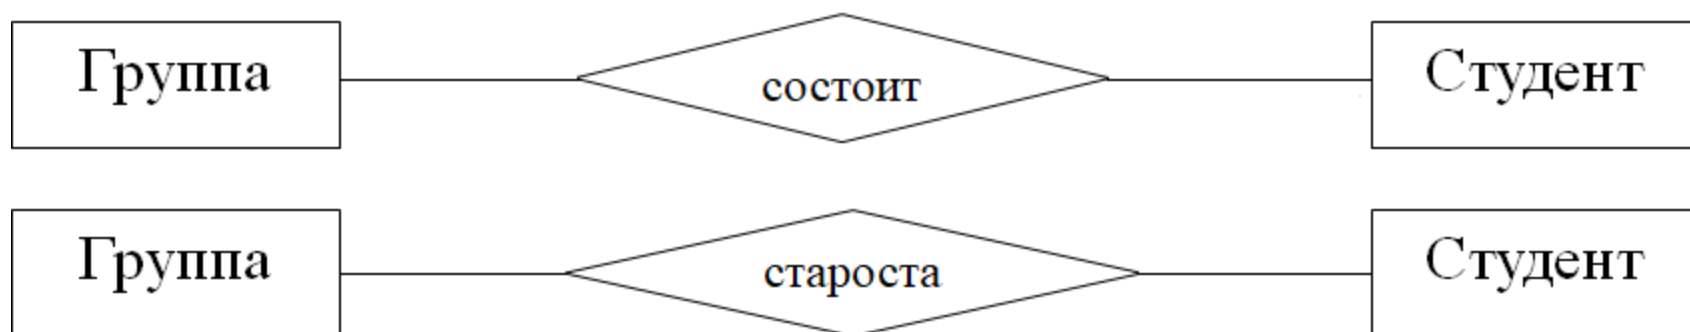 Группа состоит Студент
Группа староста Студент